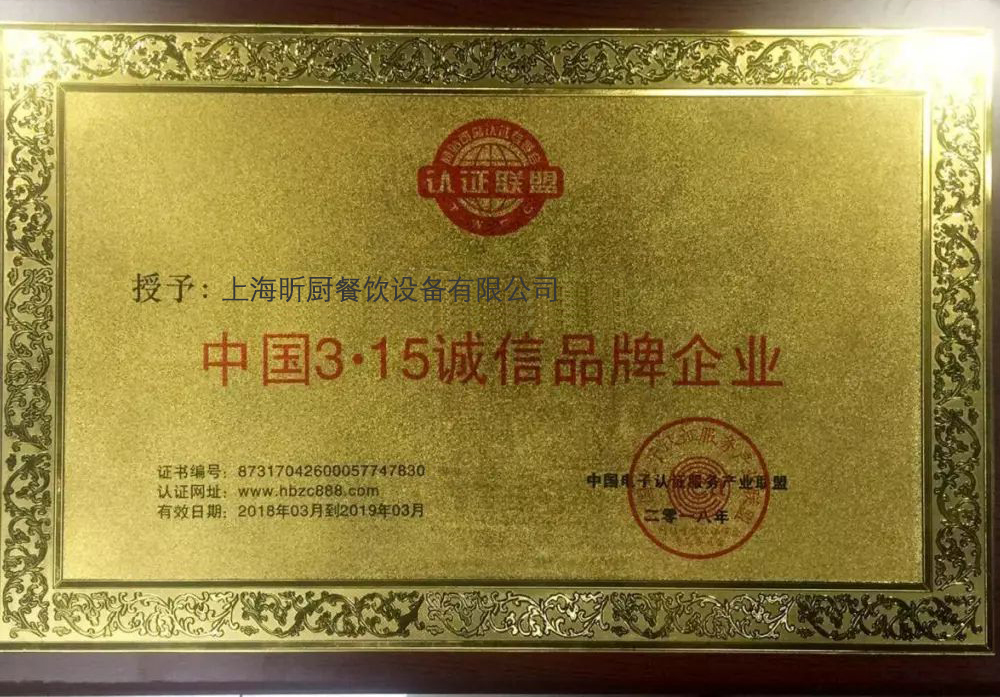 认证联盟
授予：上海昕厨餐饮设备有限公司
中国3·15诚信品牌企业
证书编号：87317042600057747830
认证网址：www.hbzc888.com
有效日期：2018年03月到2019年03月
中国电子认证服务产业联盟
二零一八年